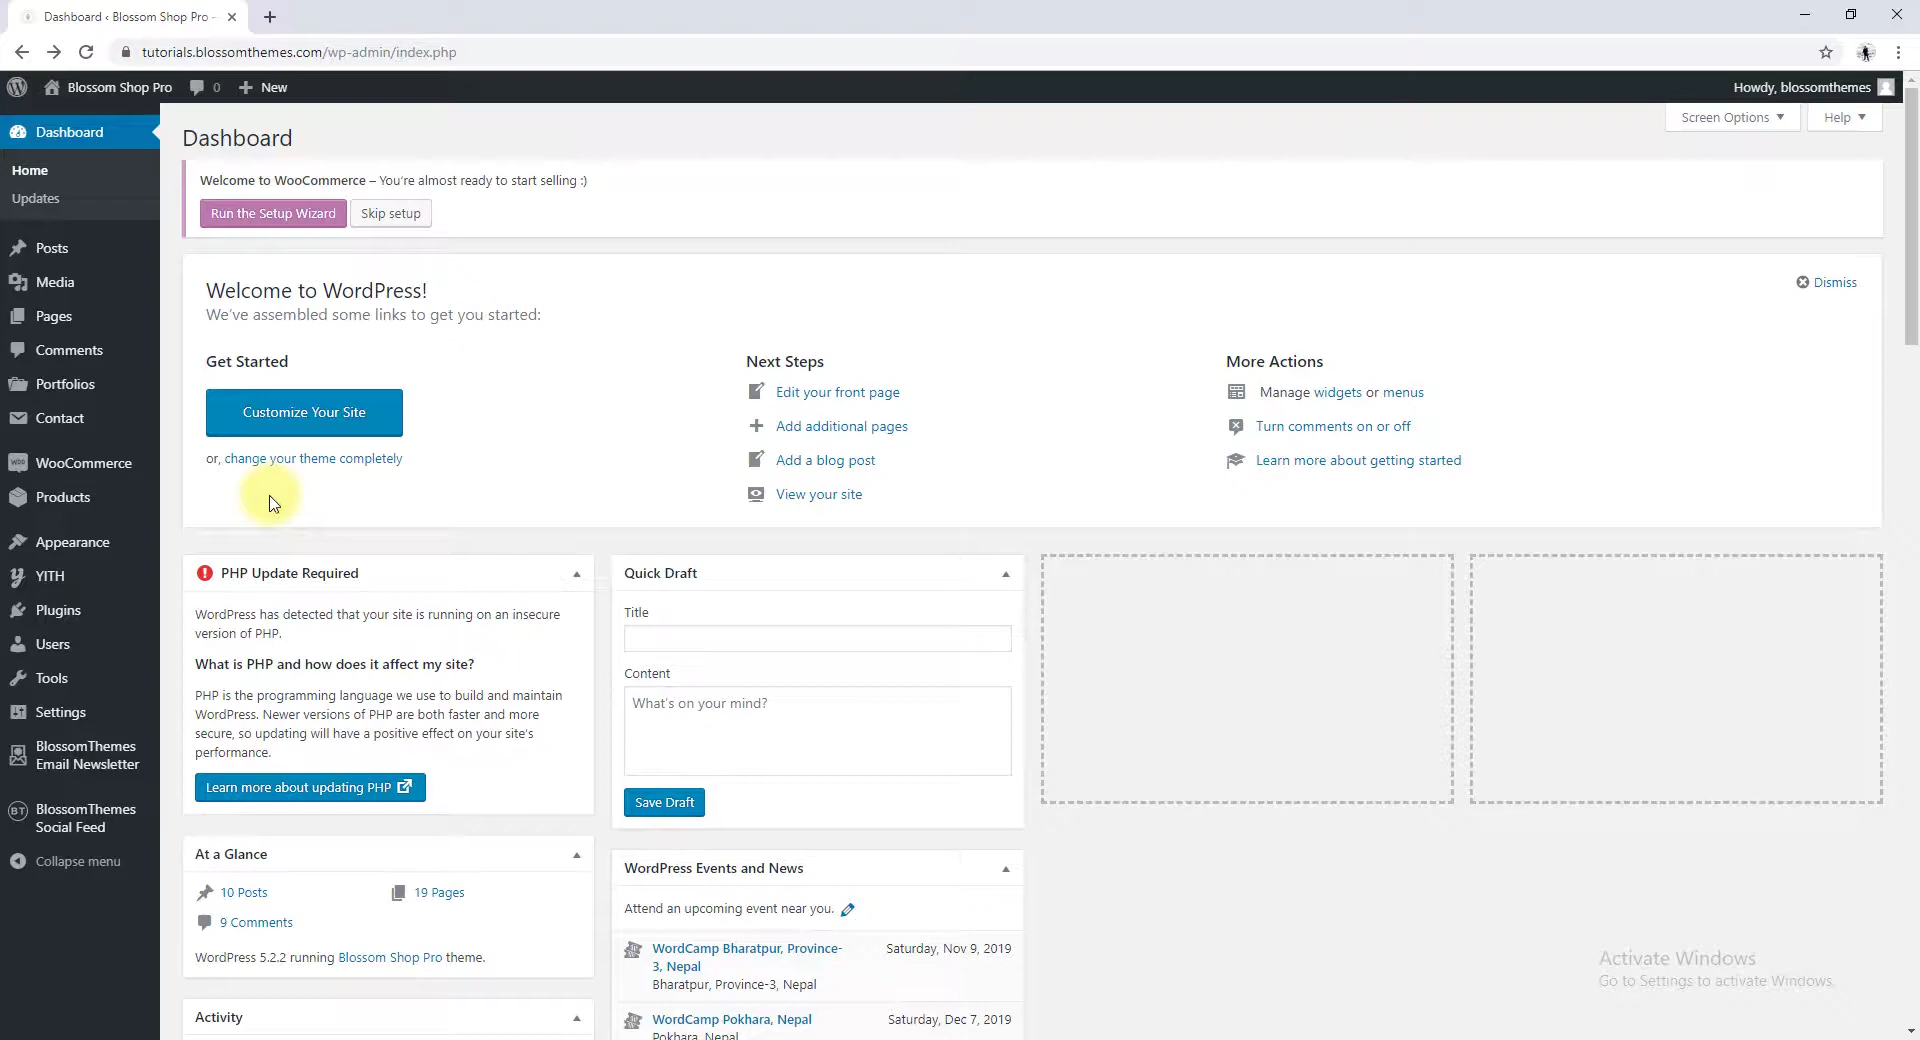 Dashboard ‹ Blossom Shop Pro -
tutorials.blossomthemes.com/wp-admin/index.php
Blossom Shop Pro 0 New
Howdy, blossomthemes
Dashboard
Home
Updates
Posts
Media
Pages
Comments
Portfolios
Contact
WOO WooCommerce
Products
Appearance
YITH
Plugins
Users
Tools
Settings
BlossomThemes
Email Newsletter
BT BlossomThemes
Social Feed
Collapse menu
Dashboard
Screen Options ▼
Help ▼
Welcome to WooCommerce – You're almost ready to start selling :)
Run the Setup Wizard Skip setup
Welcome to WordPress!
We've assembled some links to get you started:
Dismiss
Get Started
Customize Your Site
or, change your theme completely
Next Steps
Edit your front page
Add additional pages
Add a blog post
View your site
More Actions
Manage widgets or menus
Turn comments on or off
Learn more about getting started
PHP Update Required
WordPress has detected that your site is running on an insecure
version of PHP.
What is PHP and how does it affect my site?
PHP is the programming language we use to build and maintain
WordPress. Newer versions of PHP are both faster and more
secure, so updating will have a positive effect on your site's
performance.
Learn more about updating PHP
At a Glance
10 Posts
19 Pages
9 Comments
WordPress 5.2.2 running Blossom Shop Pro theme.
Activity
Quick Draft
Title
Content
What's on your mind?
Save Draft
WordPress Events and News
Attend an upcoming event near you.
WordCamp Bharatpur, Province-
3, Nepal
Bharatpur, Province-3, Nepal
Saturday, Nov 9, 2019
WordCamp Pokhara, Nepal
Pokhara, Nepal
Saturday, Dec 7, 2019
Activate Windows
Go to Settings to activate Windows.